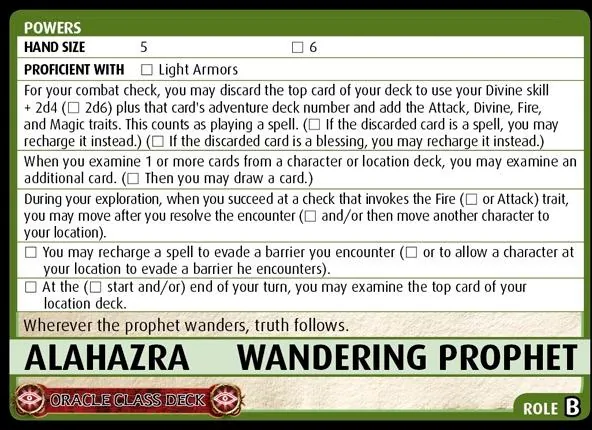 POWERS
HAND SIZE 5 □ 6
PROFICIENT WITH □ Light Armors
For your combat check, you may discard the top card of your deck to use your Divine skill
+ 2d4 (□ 2d6) plus that card's adventure deck number and add the Attack, Divine, Fire,
and Magic traits. This counts as playing a spell. (□ If the discarded card is a spell, you may
recharge it instead.) (□ If the discarded card is a blessing, you may recharge it instead.)
When you examine 1 or more cards from a character or location deck, you may examine an
additional card. (□ Then you may draw a card.)
During your exploration, when you succeed at a check that invokes the Fire (□ or Attack) trait,
you may move after you resolve the encounter (□ and/or then move another character to
your location).
□ You may recharge a spell to evade a barrier you encounter (□ or to allow a character at
your location to evade a barrier he encounters).
□ At the (□ start and/or) end of your turn, you may examine the top card of your
location deck.
Wherever the prophet wanders, truth follows.
ALAHAZRA WANDERING PROPHET
ORACLE CLASS DECK
ROLE B